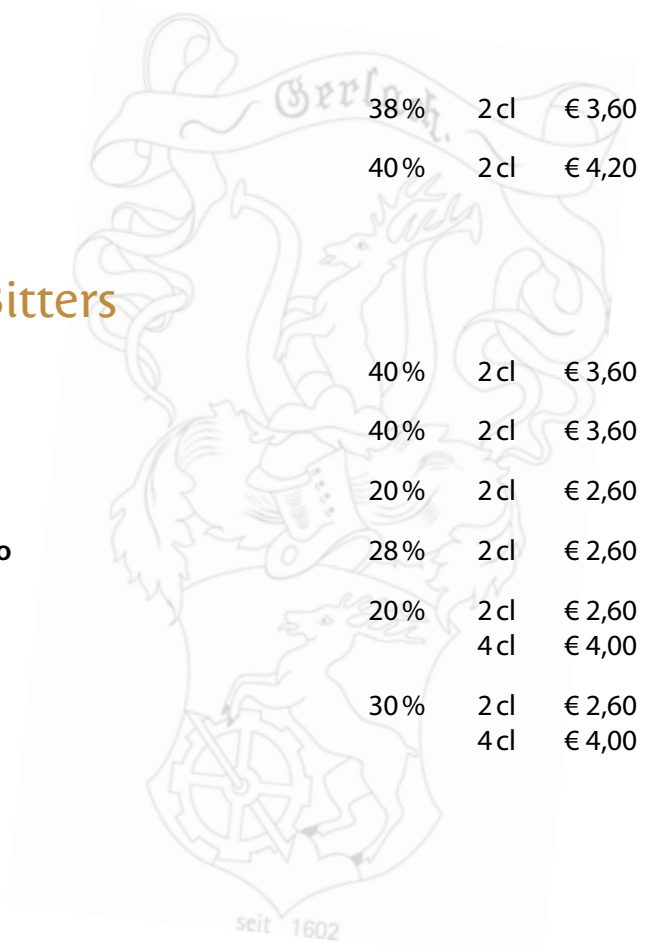 Gerlach.
38% 2 cl € 3,60
40% 2 cl € 4,20
Bitters
40% 2 cl € 3,60
40% 2 cl € 3,60
20% 2 cl € 2,60
o 28% 2 cl € 2,60
20% 2 cl € 2,60
4 cl € 4,00
30% 2 cl € 2,60
4 cl € 4,00
seit 1602